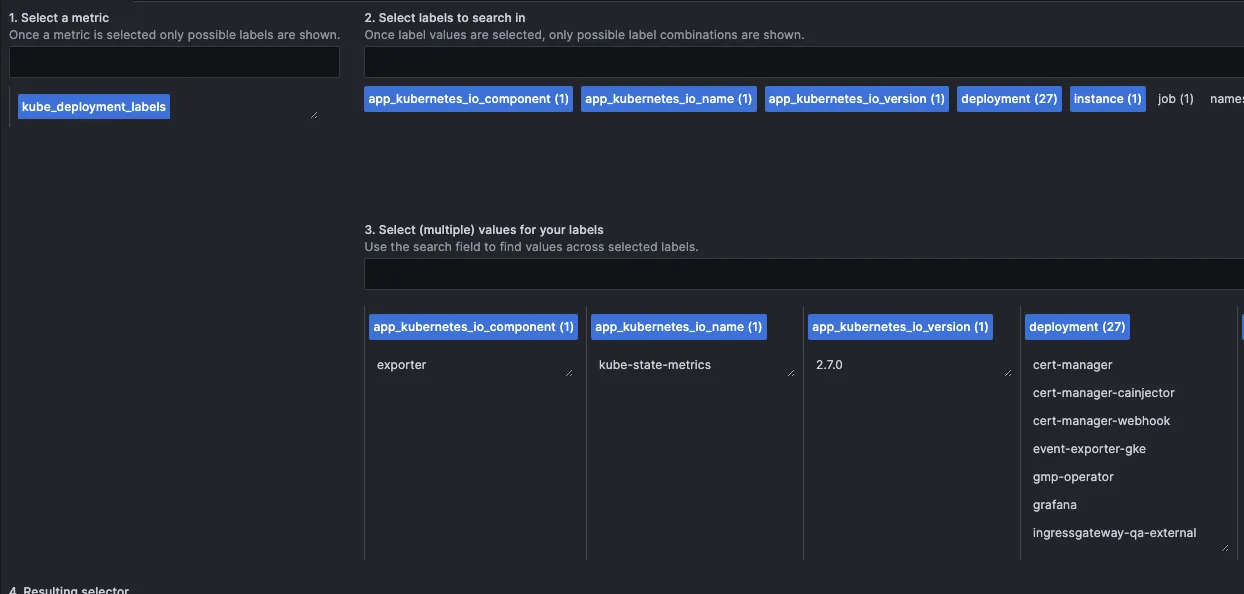 1. Select a metric
Once a metric is selected only possible labels are shown.
kube_deployment_labels
2. Select labels to search in
Once label values are selected, only possible label combinations are shown.
app_kubernetes_io_component (1) app_kubernetes_io_name (1) app_kubernetes_io_version (1) deployment (27) instance (1) job (1)
3. Select (multiple) values for your labels
Use the search field to find values across selected labels.
app_kubernetes_io_component (1)
exporter
app_kubernetes_io_name (1)
kube-state-metrics
app_kubernetes_io_version (1)
2.7.0
deployment (27)
cert-manager
cert-manager-cainjector
cert-manager-webhook
event-exporter-gke
gmp-operator
grafana
ingressgateway-qa-external
4. Resulting selector